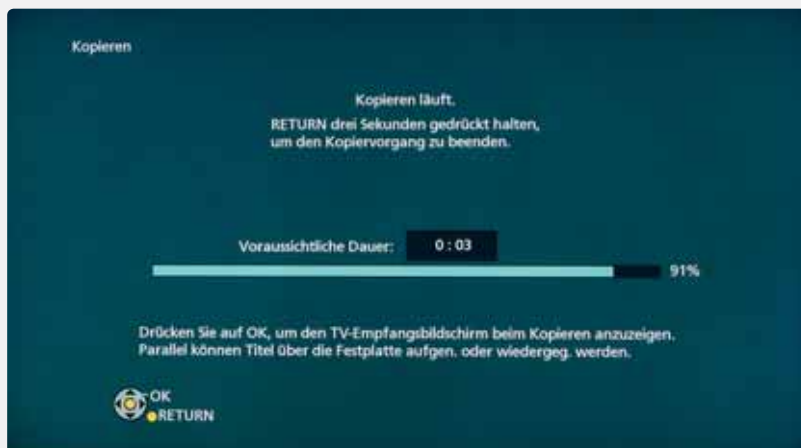 Kopieren
Kopieren läuft.
RETURN drei Sekunden gedrückt halten,
um den Kopiervorgang zu beenden.
Voraussichtliche Dauer: 0 : 03
91%
Drücken Sie auf OK, um den TV-Empfangsbildschirm beim Kopieren anzuzeigen.
Parallel können Titel über die Festplatte aufgen. oder wiedergeg. werden.
OK
RETURN